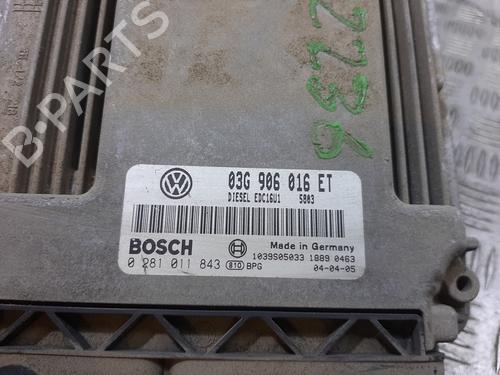 B-PARTS
2236
03G 906 016 ET
DIESEL EDC16U1 5803
BOSCH
Made in Germany
0 281 011 843 810 BPG
1039S05033 1889 0463
04-04-05